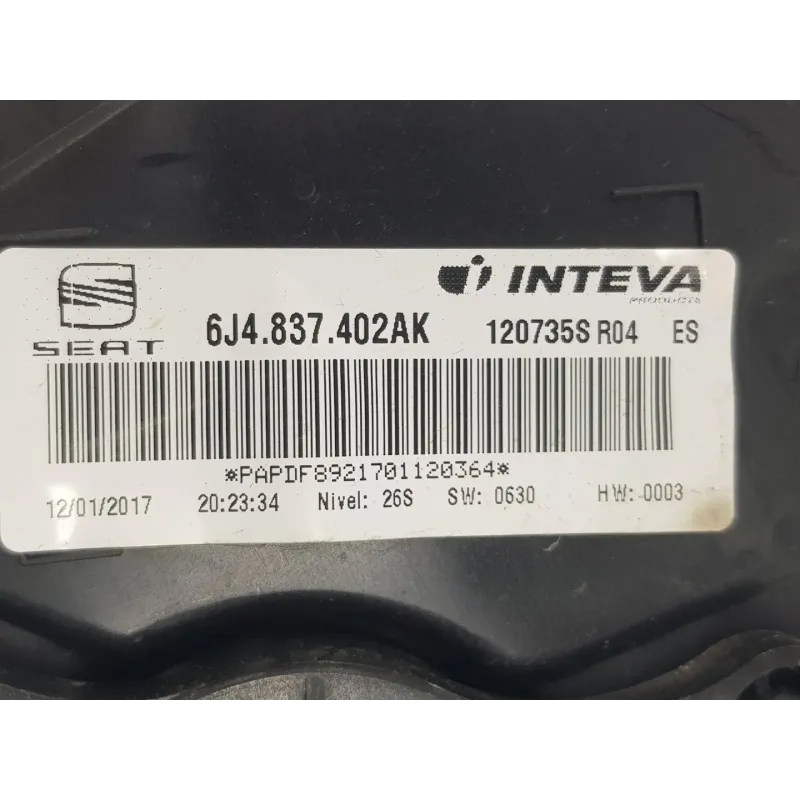 SEAT
INTEVA
PRODUCTS
6J4.837.402AK 120735S R04 ES
*PAPDF8921701120364*
12/01/2017 20:23:34 Nivel: 26S SW: 0630 HW: 0003